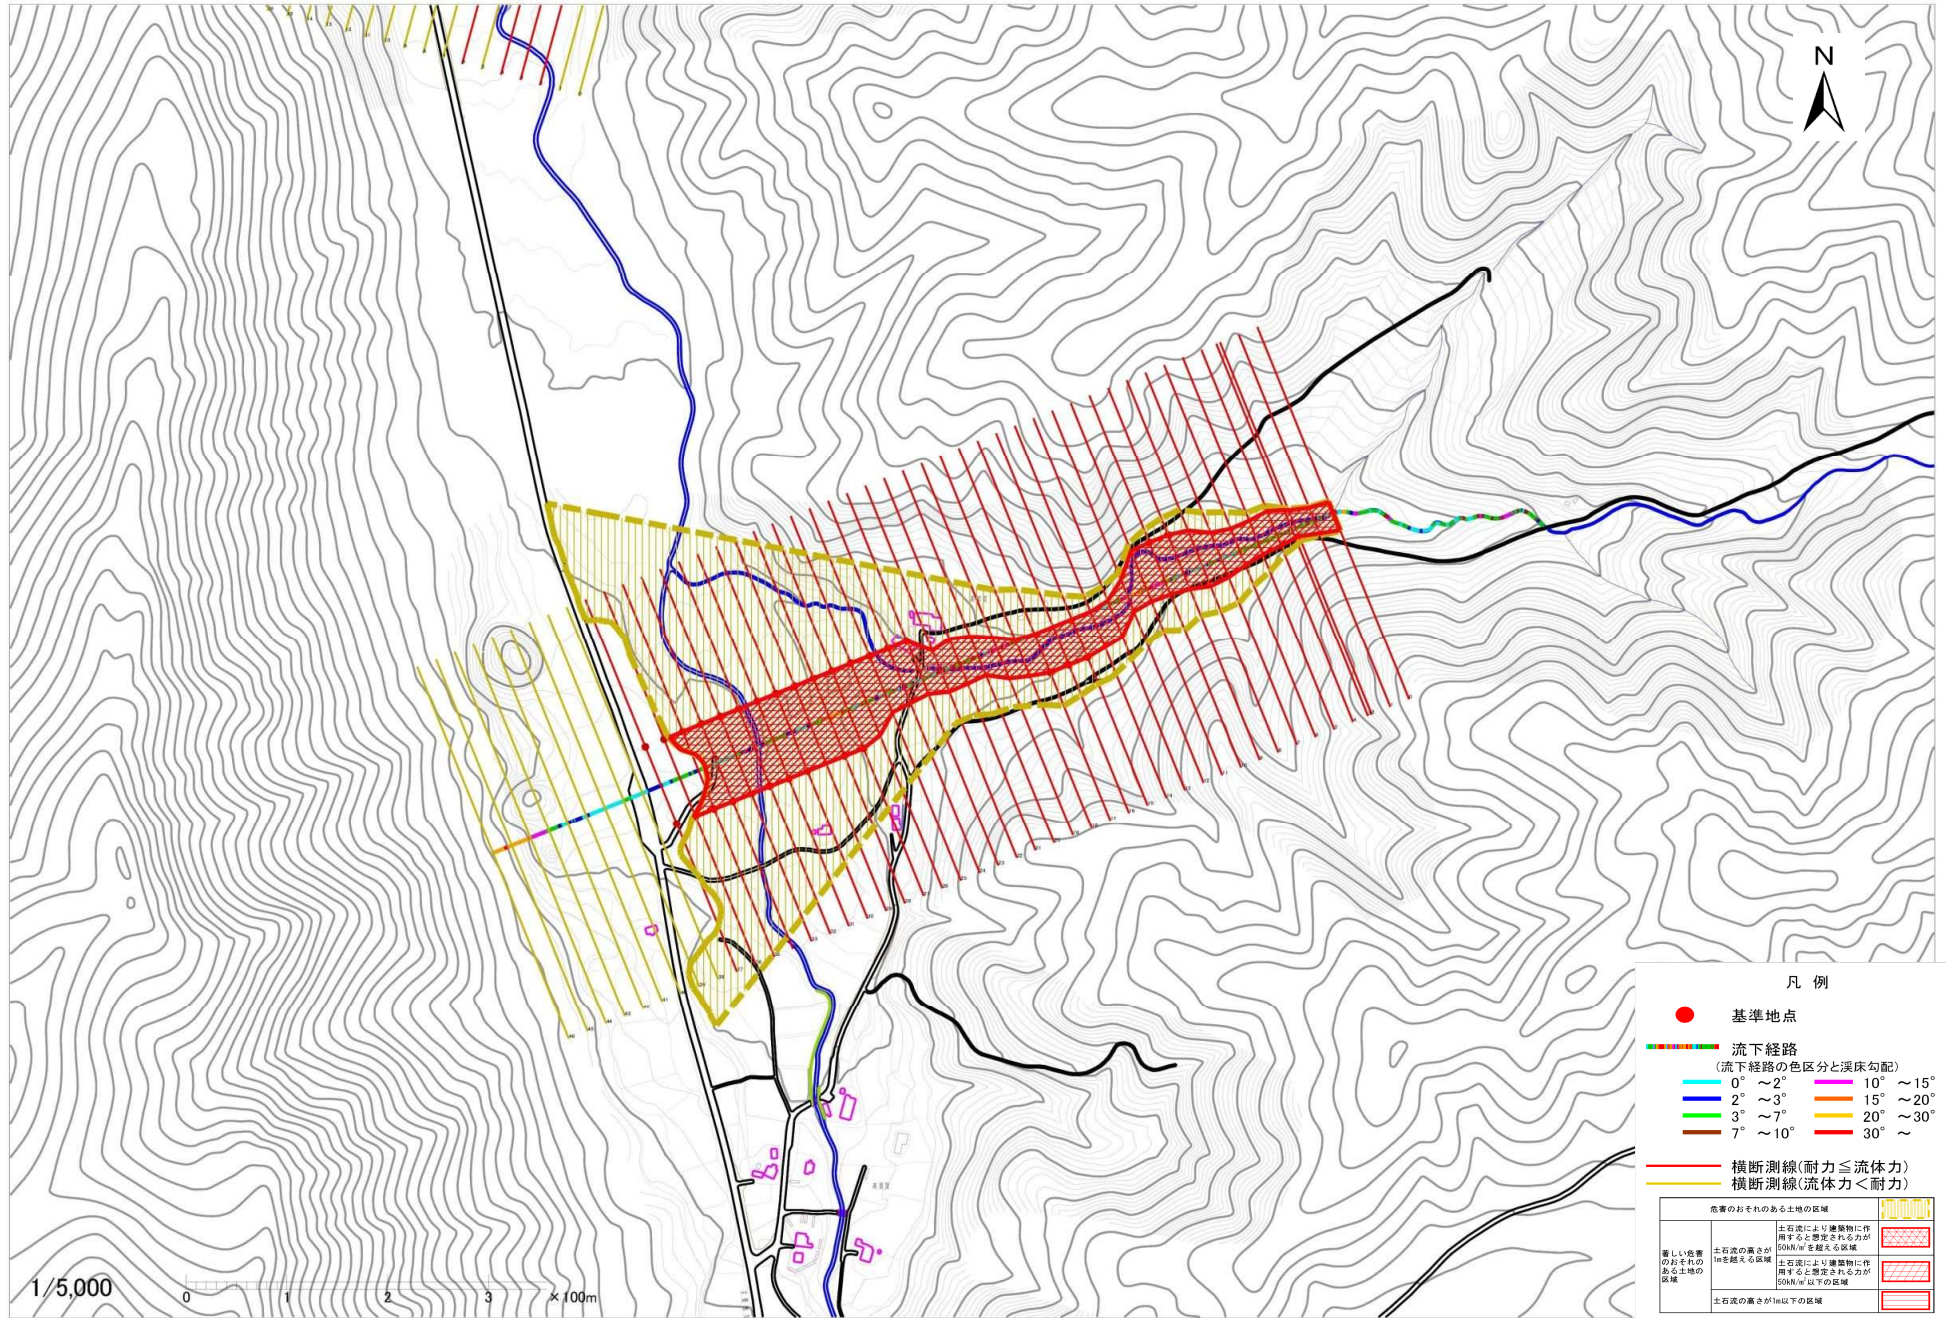 N
凡 例
基準地点
流下経路
(流下経路の色区分と渓床勾配)
0° ～2° 10° ～15°
2° ～3° 15° ～20°
3° ～7° 20° ～30°
7° ～10° 30° ～
横断測線(耐力≦流体力)
横断測線(流体力＜耐力)
危害のおそれのある土地の区域
著しい危害
のおそれの
ある土地の
区域
土石流の高さが
1mを越える区域
土石流により建築物に作
用すると想定される力が
50kN/㎡を超える区域
土石流により建築物に作
用すると想定される力が
50kN/㎡以下の区域
土石流の高さが1m以下の区域
1/5,000
0 1 2 3 ×100m